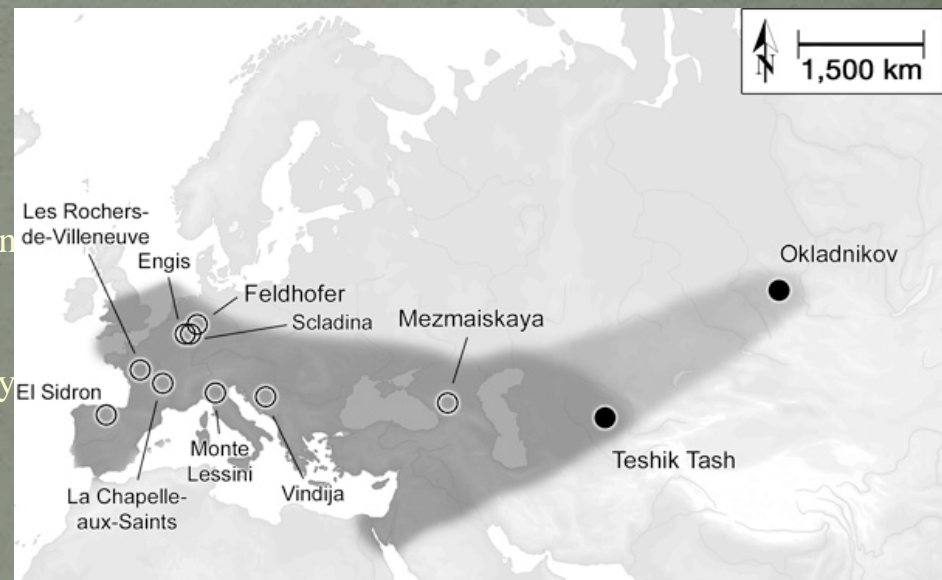 N
1,500 km
Les Rochers-
de-Villeneuve
Engis
Feldhofer
Scladina
Mezmaiskaya
Okladnikov
El Sidron
Monte
Lessini
Vindija
La Chapelle-
aux-Saints
Teshik Tash